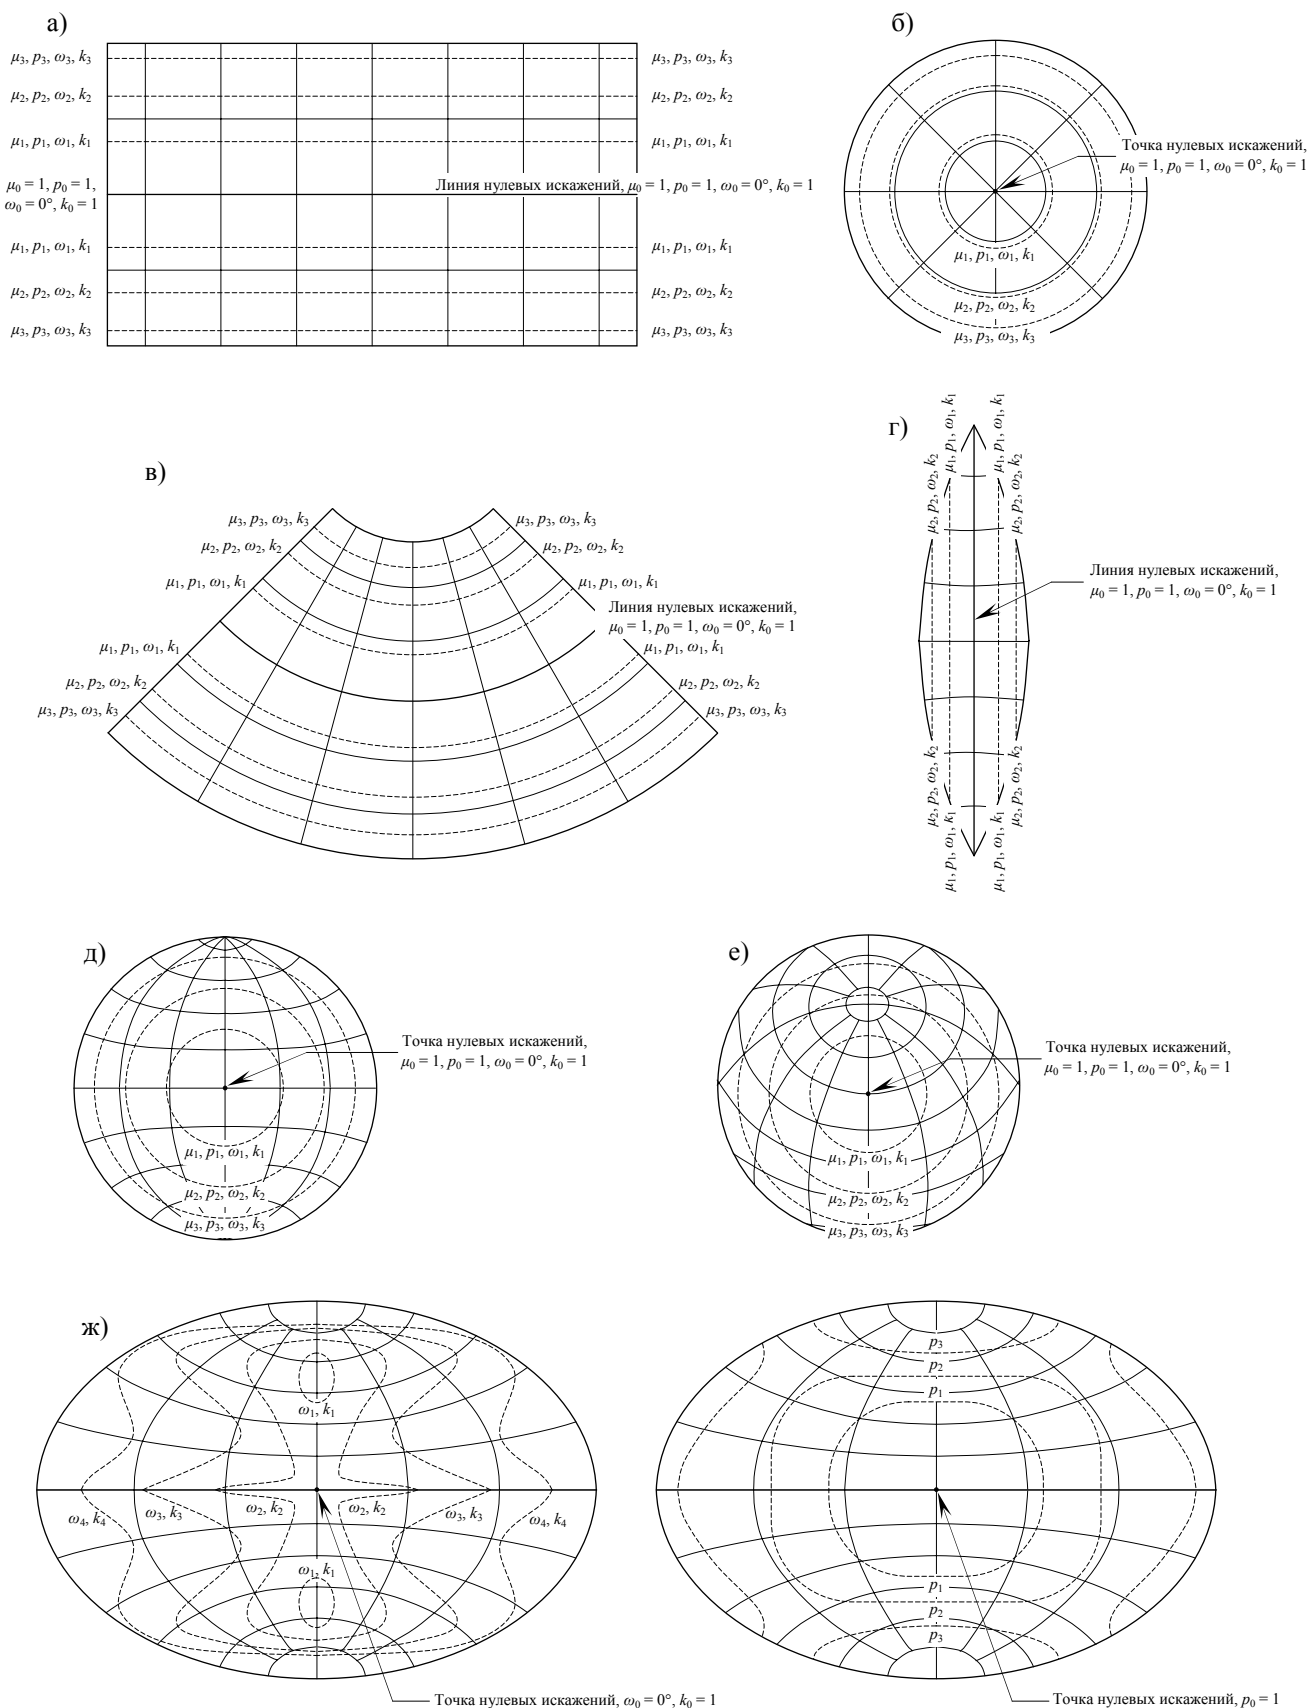 а)
μ3, p3, ω3, k3
μ3, p3, ω3, k3
μ2, p2, ω2, k2
μ2, p2, ω2, k2
μ1, p1, ω1, k1
μ1, p1, ω1, k1
μ0 = 1, p0 = 1,
ω0 = 0°, k0 = 1
Линия нулевых искажений, μ0 = 1, p0 = 1, ω0 = 0°, k0 = 1
μ1, p1, ω1, k1
μ1, p1, ω1, k1
μ2, p2, ω2, k2
μ2, p2, ω2, k2
μ3, p3, ω3, k3
μ3, p3, ω3, k3
б)
Точка нулевых искажений,
μ0 = 1, p0 = 1, ω0 = 0°, k0 = 1
μ1, p1, ω1, k1
μ2, p2, ω2, k2
μ3, p3, ω3, k3
в)
μ3, p3, ω3, k3
μ3, p3, ω3, k3
μ2, p2, ω2, k2
μ2, p2, ω2, k2
μ1, p1, ω1, k1
μ1, p1, ω1, k1
Линия нулевых искажений,
μ0 = 1, p0 = 1, ω0 = 0°, k0 = 1
μ1, p1, ω1, k1
μ1, p1, ω1, k1
μ2, p2, ω2, k2
μ2, p2, ω2, k2
μ3, p3, ω3, k3
μ3, p3, ω3, k3
г)
μ2, p2, ω2, k2
μ1, p1, ω1, k1
μ1, p1, ω1, k1
μ2, p2, ω2, k2
Линия нулевых искажений,
μ0 = 1, p0 = 1, ω0 = 0°, k0 = 1
μ2, p2, ω2, k2
μ1, p1, ω1, k1
μ1, p1, ω1, k1
μ2, p2, ω2, k2
д)
Точка нулевых искажений,
μ0 = 1, p0 = 1, ω0 = 0°, k0 = 1
μ1, p1, ω1, k1
μ2, p2, ω2, k2
μ3, p3, ω3, k3
е)
Точка нулевых искажений,
μ0 = 1, p0 = 1, ω0 = 0°, k0 = 1
μ1, p1, ω1, k1
μ2, p2, ω2, k2
μ3, p3, ω3, k3
ж)
ω1, k1
ω4, k4
ω3, k3
ω2, k2
ω2, k2
ω3, k3
ω4, k4
ω1, k1
Точка нулевых искажений, ω0 = 0°, k0 = 1
p3
p2
p1
p1
p2
p3
Точка нулевых искажений, p0 = 1